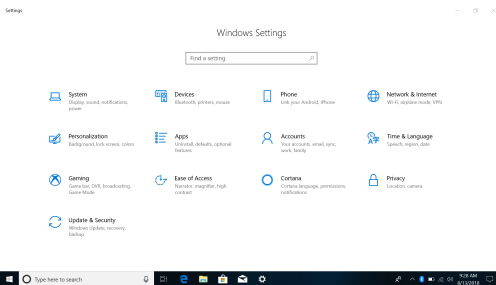 Settings
Windows Settings
Find a setting
System
Display, sound, notifications,
power
Devices
Bluetooth, printers, mouse
Phone
Link your Android, iPhone
Network & Internet
Wi-Fi, airplane mode, VPN
Personalization
Background, lock screen, colors
Apps
Uninstall, defaults, optional
features
Accounts
Your accounts, email, sync,
work, family
Time & Language
Speech, region, date
Gaming
Game bar, DVR, broadcasting,
Game Mode
Ease of Access
Narrator, magnifier, high
contrast
Cortana
Cortana language, permissions,
notifications
Privacy
Location, camera
Update & Security
Windows Update, recovery,
backup
Type here to search
9:28 AM
8/13/2018